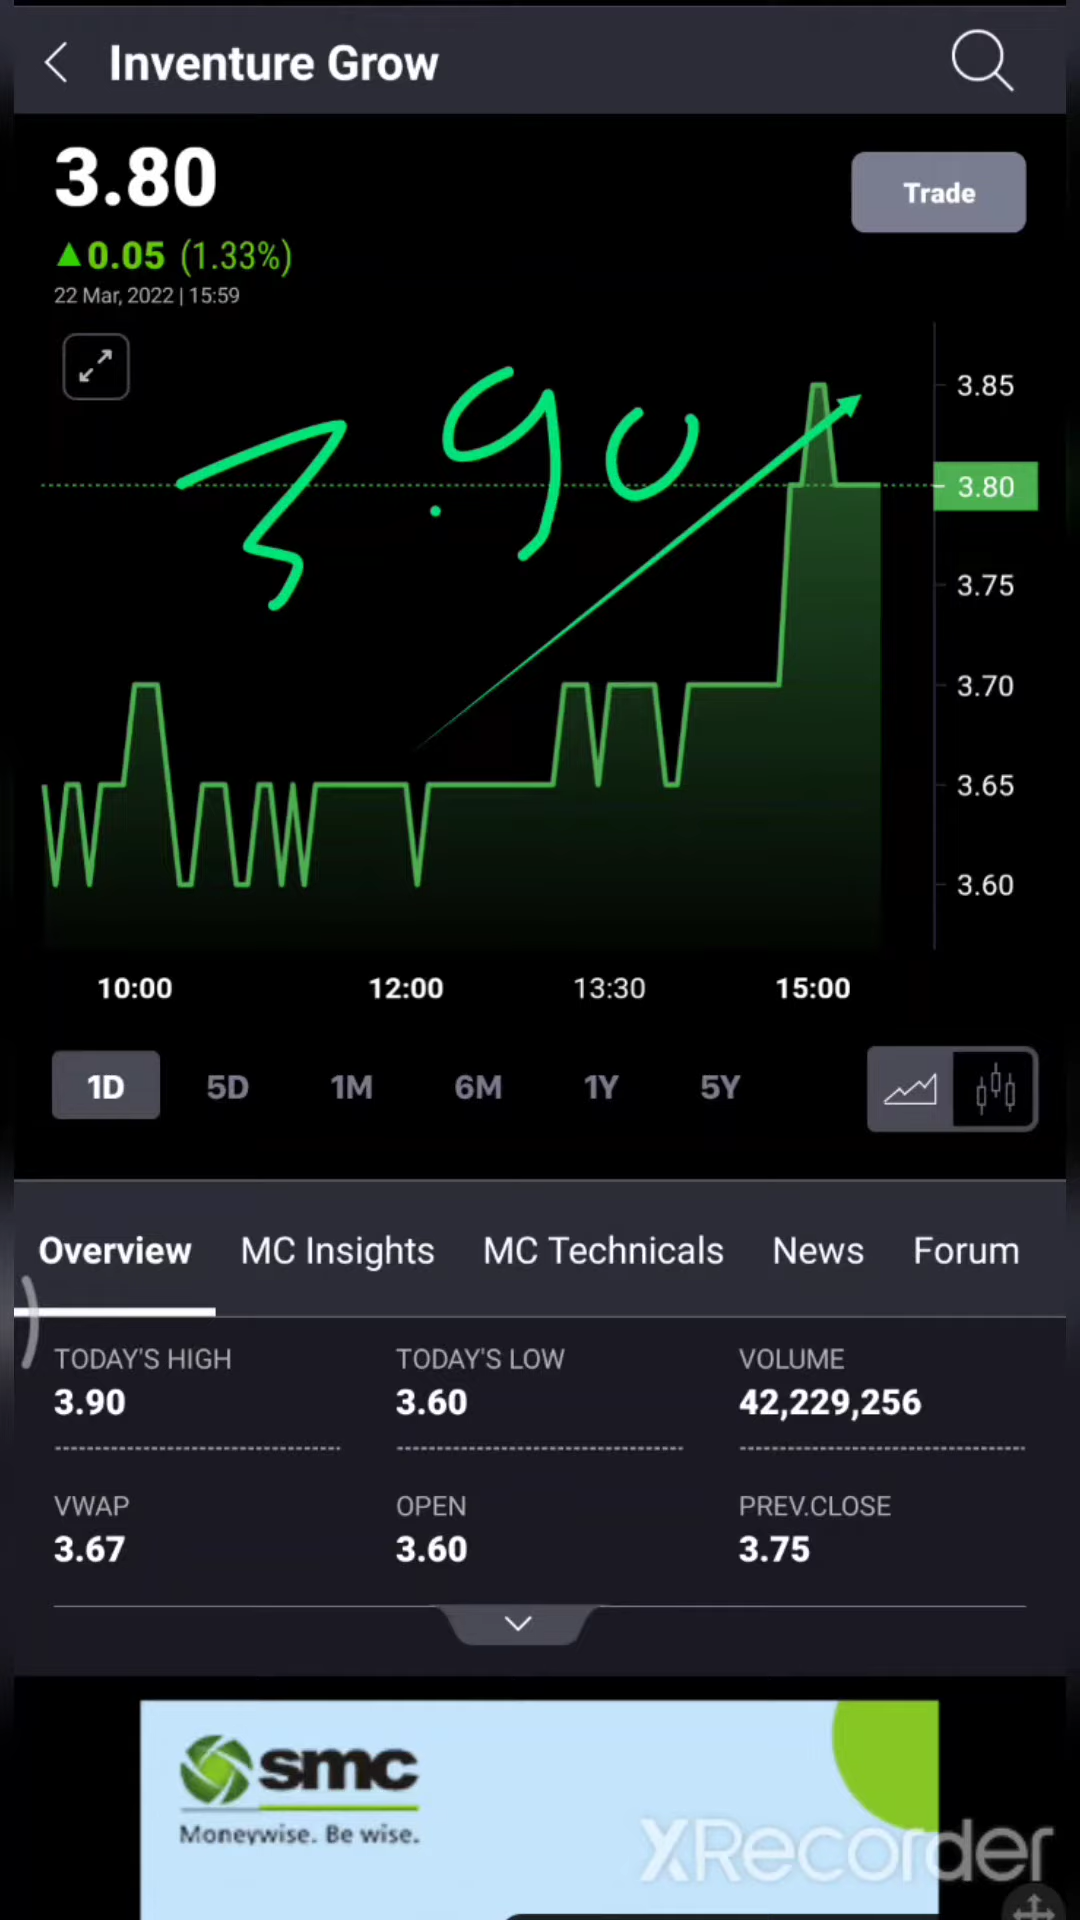 Inventure Grow
3.80
Trade
▲0.05 (1.33%)
22 Mar, 2022 | 15:59
3.90
3.85
3.80
3.75
3.70
3.65
3.60
10:00 12:00 13:30 15:00
1D 5D 1M 6M 1Y 5Y
Overview MC Insights MC Technicals News Forum
TODAY'S HIGH TODAY'S LOW VOLUME
3.90 3.60 42,229,256
VWAP OPEN PREV.CLOSE
3.67 3.60 3.75
smc
Moneywise. Be wise.
XRecorder